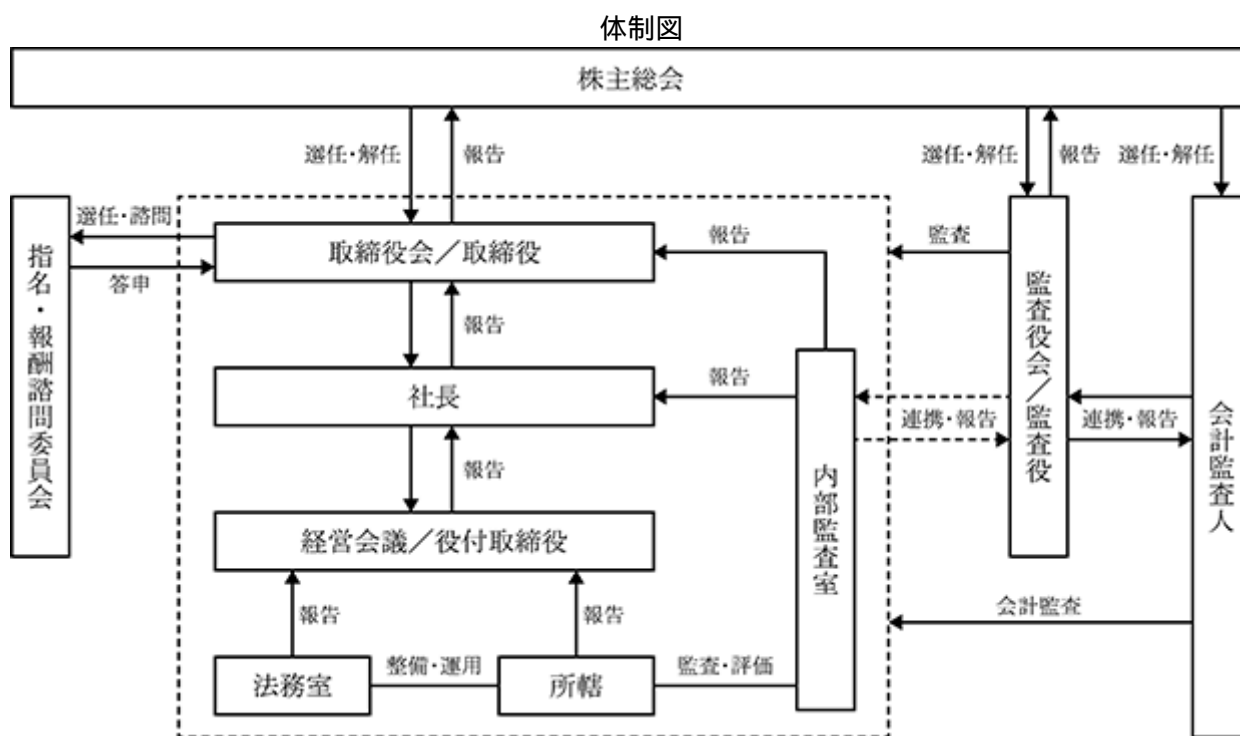 体制図
株主総会
選任・解任
報告
選任・解任
報告
選任・解任
指名・報酬諮問委員会
選任・諮問
答申
取締役会／取締役
報告
監査
監査役会／監査役
会計監査人
報告
社長
報告
内部監査室
連携・報告
連携・報告
報告
経営会議／役付取締役
報告
報告
会計監査
法務室
整備・運用
所轄
監査・評価